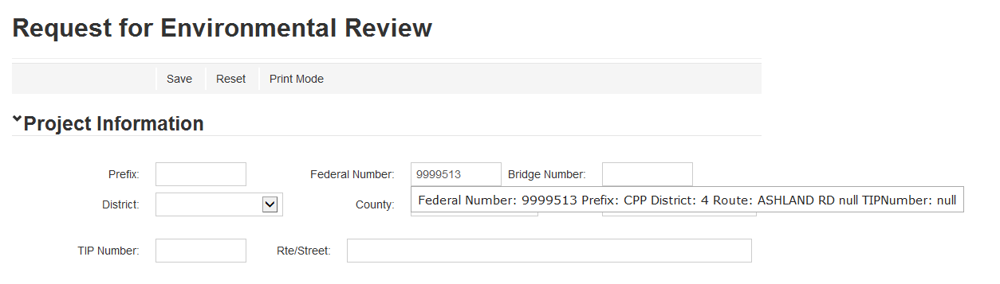 Request for Environmental Review
Save Reset Print Mode
Project Information
Prefix: Federal Number: 9999513 Bridge Number:
District: County: Federal Number: 9999513 Prefix: CPP District: 4 Route: ASHLAND RD null TIPNumber: null
TIP Number: Rte/Street: